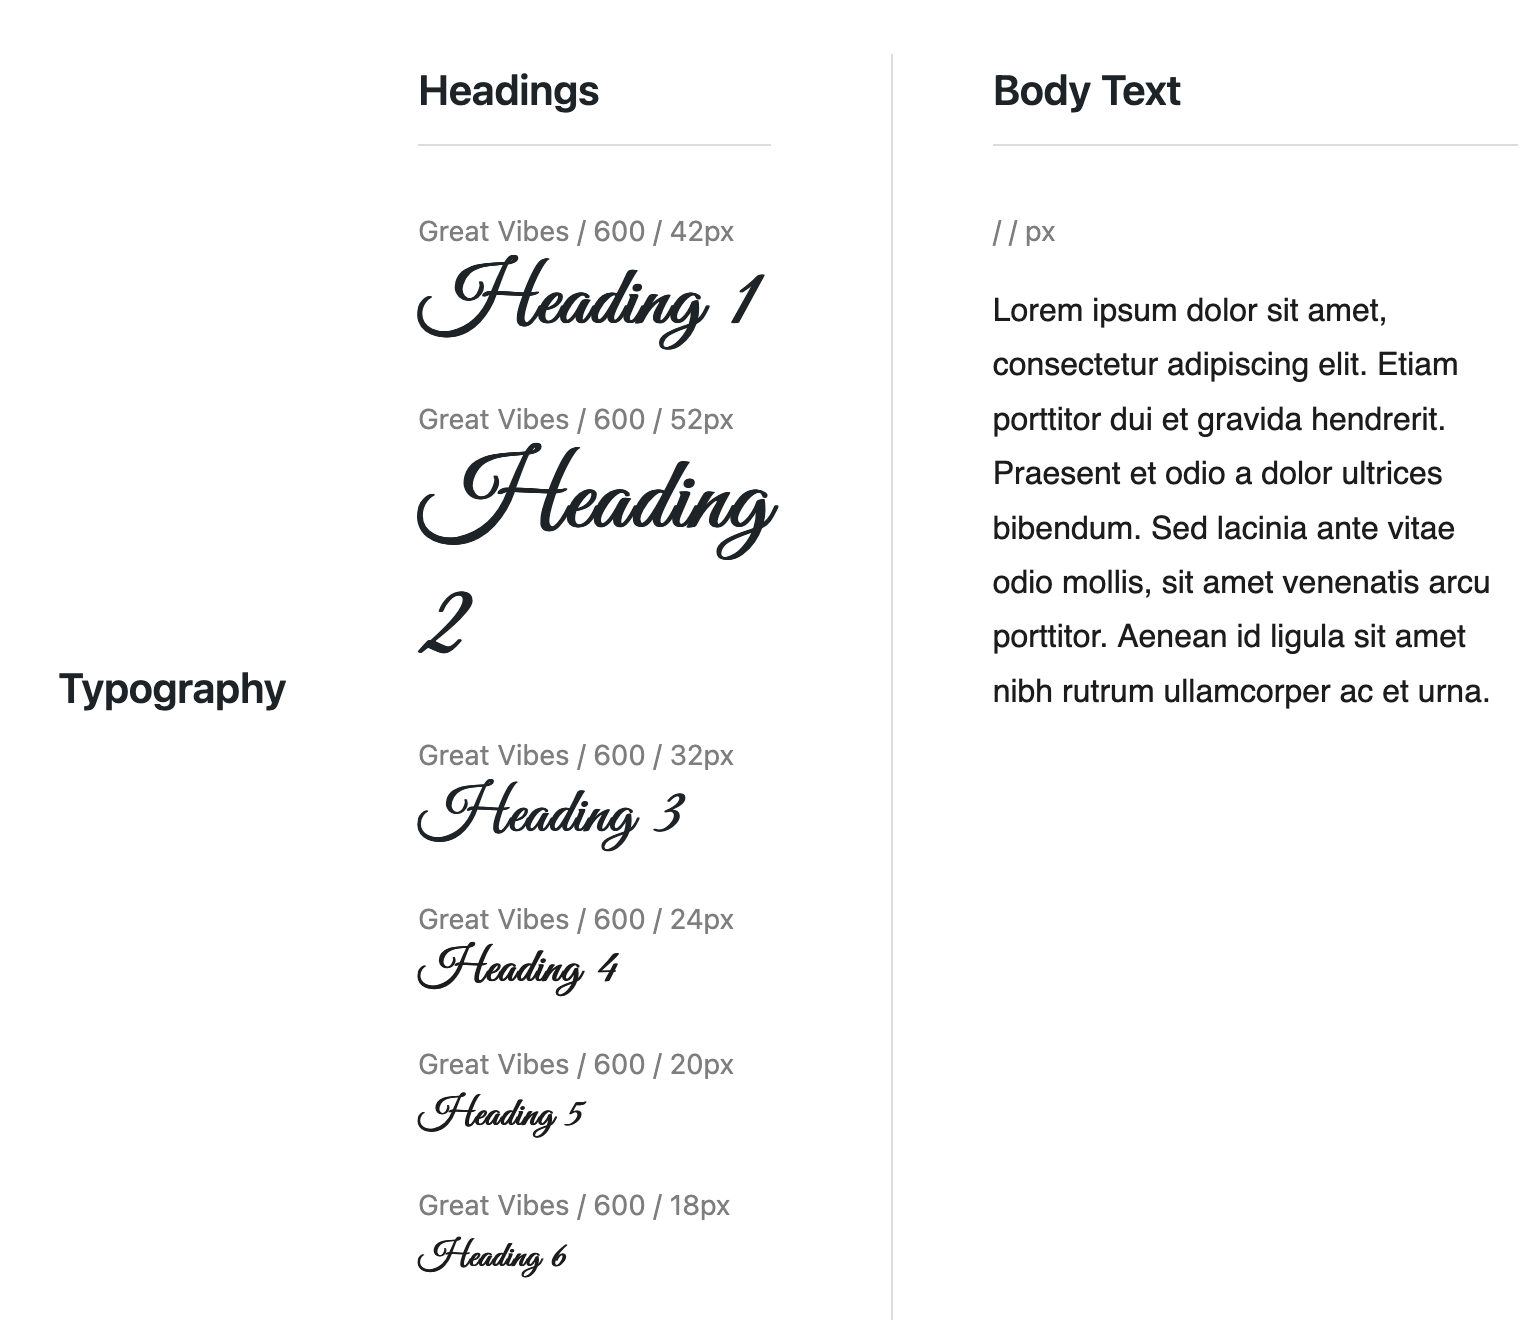 Typography
Headings
Great Vibes / 600 / 42px
Heading 1
Great Vibes / 600 / 52px
Heading
2
Great Vibes / 600 / 32px
Heading 3
Great Vibes / 600 / 24px
Heading 4
Great Vibes / 600 / 20px
Heading 5
Great Vibes / 600 / 18px
Heading 6
Body Text
/ / px
Lorem ipsum dolor sit amet,
consectetur adipiscing elit. Etiam
porttitor dui et gravida hendrerit.
Praesent et odio a dolor ultrices
bibendum. Sed lacinia ante vitae
odio mollis, sit amet venenatis arcu
porttitor. Aenean id ligula sit amet
nibh rutrum ullamcorper ac et urna.